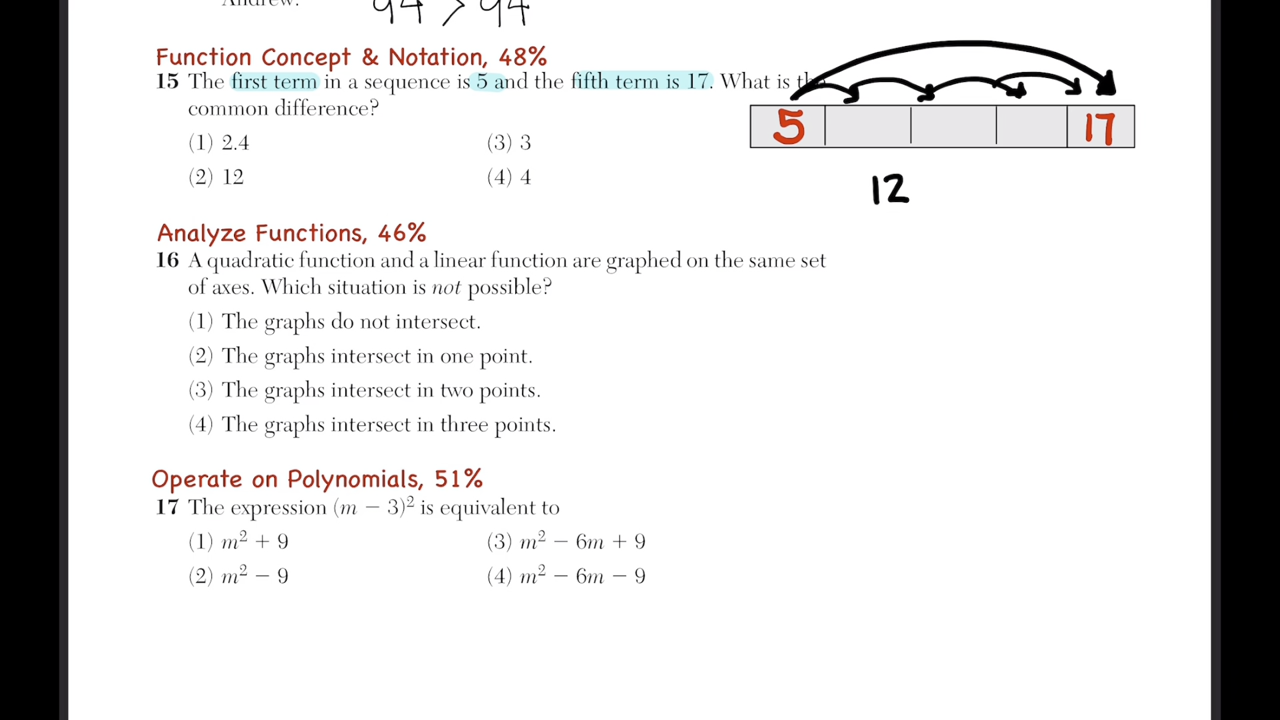 Andrew.
94 > 94
Function Concept & Notation, 48%
15 The first term in a sequence is 5 and the fifth term is 17. What is the
common difference?
(1) 2.4 (3) 3
(2) 12 (4) 4
5 17
12
Analyze Functions, 46%
16 A quadratic function and a linear function are graphed on the same set
of axes. Which situation is not possible?
(1) The graphs do not intersect.
(2) The graphs intersect in one point.
(3) The graphs intersect in two points.
(4) The graphs intersect in three points.
Operate on Polynomials, 51%
17 The expression (m − 3)² is equivalent to
(1) m² + 9 (3) m² − 6m + 9
(2) m² − 9 (4) m² − 6m − 9